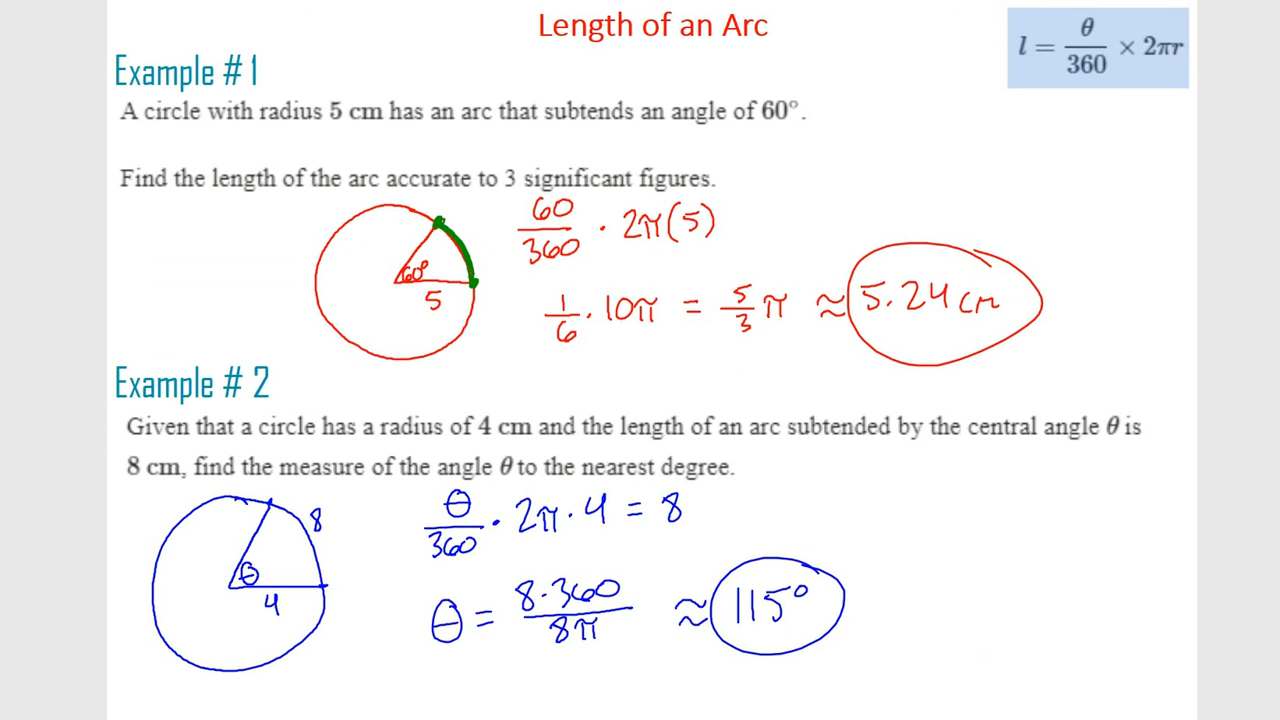 Length of an Arc
l = θ/360 × 2πr
Example # 1
A circle with radius 5 cm has an arc that subtends an angle of 60°.
Find the length of the arc accurate to 3 significant figures.
60/360 · 2π(5)
60°
5
1/6 · 10π = 5/3 π ≈ 5.24 cm
Example # 2
Given that a circle has a radius of 4 cm and the length of an arc subtended by the central angle θ is
8 cm, find the measure of the angle θ to the nearest degree.
θ/360 · 2π · 4 = 8
8
θ
4
θ = 8·360/8π ≈ 115°